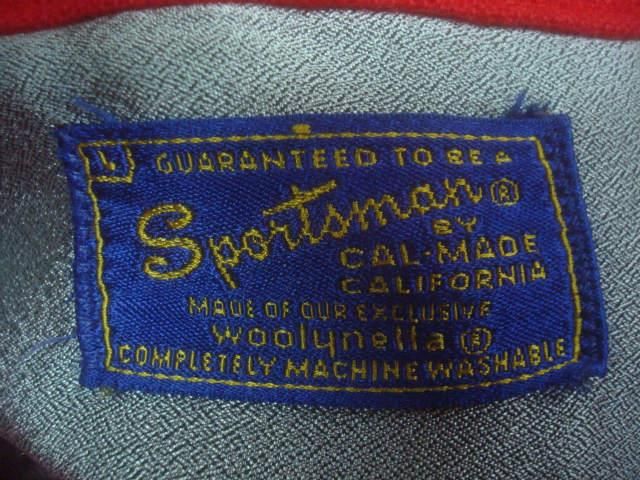 L
GUARANTEED TO BE A
Sportsman ®
BY
CAL-MADE
CALIFORNIA
MADE OF OUR EXCLUSIVE
Woolynella ®
COMPLETELY MACHINE WASHABLE